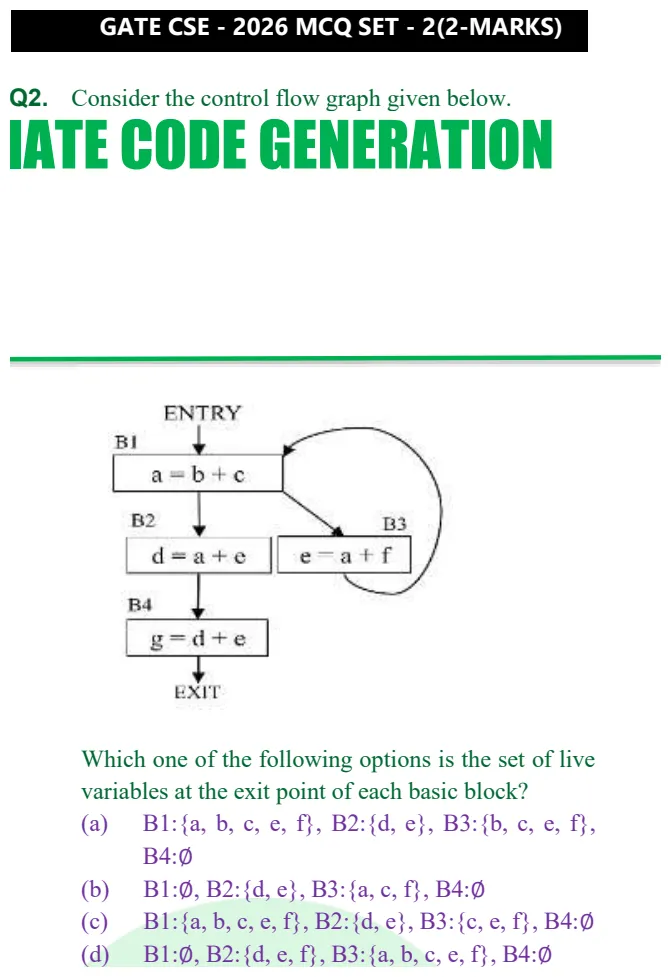 GATE CSE - 2026 MCQ SET - 2(2-MARKS)
Q2. Consider the control flow graph given below.
IATE CODE GENERATION
ENTRY
B1
a = b + c
B2
B3
d = a + e
e = a + f
B4
g = d + e
EXIT
Which one of the following options is the set of live
variables at the exit point of each basic block?
(a) B1:{a, b, c, e, f}, B2:{d, e}, B3:{b, c, e, f},
B4:∅
(b) B1:∅, B2:{d, e}, B3:{a, c, f}, B4:∅
(c) B1:{a, b, c, e, f}, B2:{d, e}, B3:{c, e, f}, B4:∅
(d) B1:∅, B2:{d, e, f}, B3:{a, b, c, e, f}, B4:∅